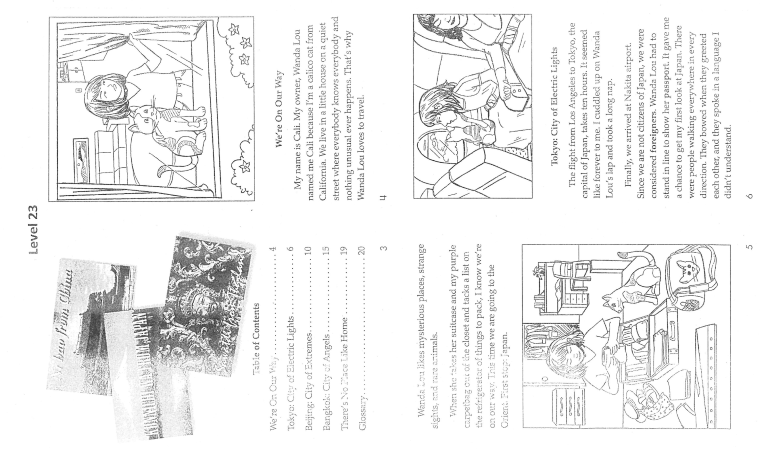 Level 23
Table of Contents
We're On Our Way..................4
Tokyo: City of Electric Lights..................6
Beijing: City of Extremes..................10
Bangkok: City of Angels..................15
There's No Place Like Home..................19
Glossary..................20
3
We're On Our Way
My name is Cali. My owner, Wanda Lou
named me Cali because I'm a calico cat from
California. We live in a little house on a quiet
street where everybody knows everybody and
nothing unusual ever happens. That's why
Wanda Lou loves to travel.
4
Wanda Lou likes mysterious places, strange
sights, and rare animals.
When she takes her suitcase and my purple
carpetbag out of the closet and tacks a list on
the refrigerator of things to pack, I know we're
on our way. This time we are going to the
Orient. First stop: Japan.
5
Tokyo: City of Electric Lights
The flight from Los Angeles to Tokyo, the
capital of Japan, takes ten hours. It seemed
like forever to me. I cuddled up on Wanda
Lou's lap and took a long nap.
Finally, we arrived at Nakita airport.
Since we are not citizens of Japan, we were
considered foreigners. Wanda Lou had to
stand in line to show her passport. It gave me
a chance to get my first look at Japan. There
were people walking everywhere in every
direction. They bowed when they greeted
each other, and they spoke in a language I
didn't understand.
6